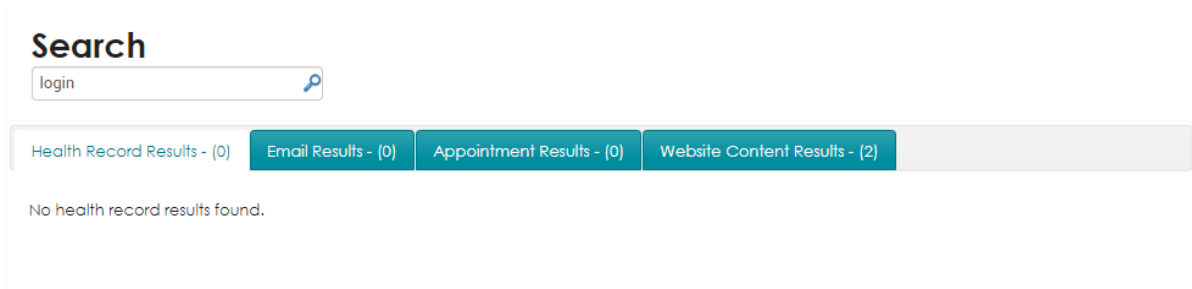 Search
login
Health Record Results - (0) Email Results - (0) Appointment Results - (0) Website Content Results - (2)
No health record results found.